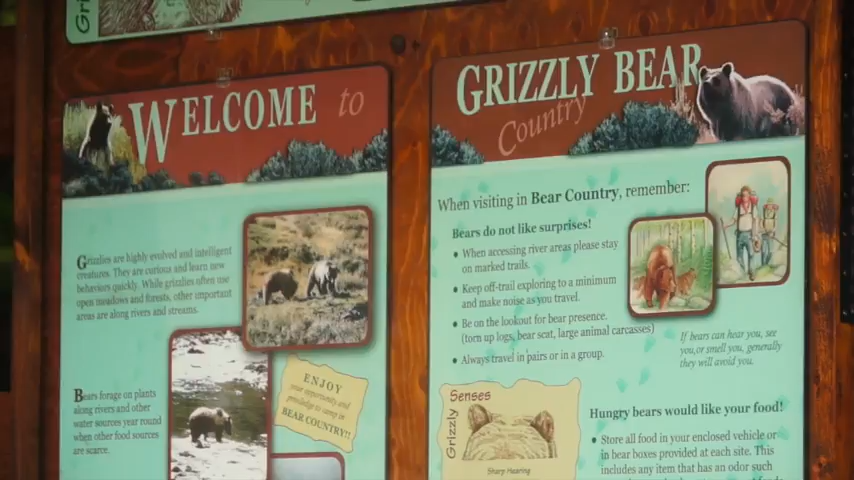 Gri
WELCOME to
Grizzlies are highly evolved and intelligent
creatures. They are curious and learn new
behaviors quickly. While grizzlies often use
open meadows and forests, other important
areas are along rivers and streams.
Bears forage on plants
along rivers and other
water sources year round
when other food sources
are scarce.
ENJOY
your opportunity and
priviledge to camp in
BEAR COUNTRY!!
GRIZZLY BEAR
Country
When visiting in Bear Country, remember:
Bears do not like surprises!
• When accessing river areas please stay
on marked trails.
• Keep off-trail exploring to a minimum
and make noise as you travel.
• Be on the lookout for bear presence.
(torn up logs, bear scat, large animal carcasses)
• Always travel in pairs or in a group.
If bears can hear you, see
you,or smell you, generally
they will avoid you.
Grizzly Senses
Sharp Hearing
Hungry bears would like your food!
• Store all food in your enclosed vehicle or
in bear boxes provided at each site. This
includes any item that has an odor such